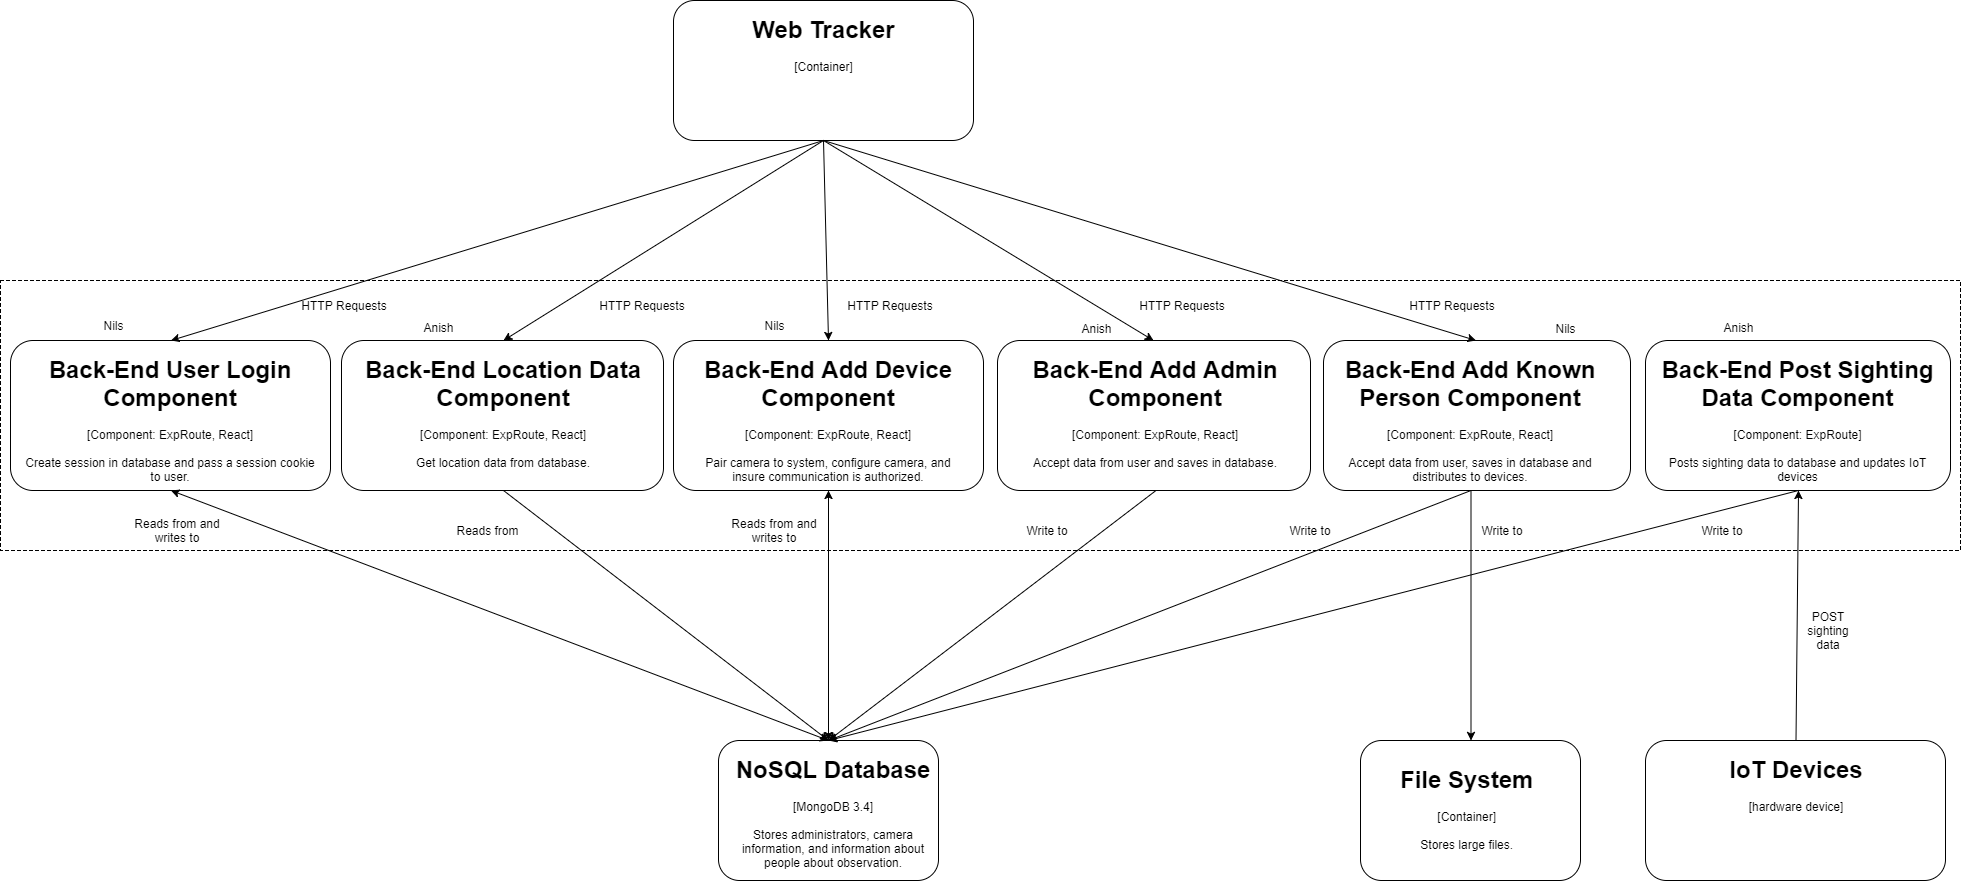 Web Tracker
[Container]
HTTP Requests
HTTP Requests
HTTP Requests
HTTP Requests
HTTP Requests
Nils
Anish
Nils
Anish
Nils
Anish
Back-End User Login
Component
[Component: ExpRoute, React]
Create session in database and pass a session cookie
to user.
Back-End Location Data
Component
[Component: ExpRoute, React]
Get location data from database.
Back-End Add Device
Component
[Component: ExpRoute, React]
Pair camera to system, configure camera, and
insure communication is authorized.
Back-End Add Admin
Component
[Component: ExpRoute, React]
Accept data from user and saves in database.
Back-End Add Known
Person Component
[Component: ExpRoute, React]
Accept data from user, saves in database and
distributes to devices.
Back-End Post Sighting
Data Component
[Component: ExpRoute]
Posts sighting data to database and updates IoT
devices
Reads from and
writes to
Reads from
Reads from and
writes to
Write to
Write to
Write to
Write to
POST
sighting
data
NoSQL Database
[MongoDB 3.4]
Stores administrators, camera
information, and information about
people about observation.
File System
[Container]
Stores large files.
IoT Devices
[hardware device]